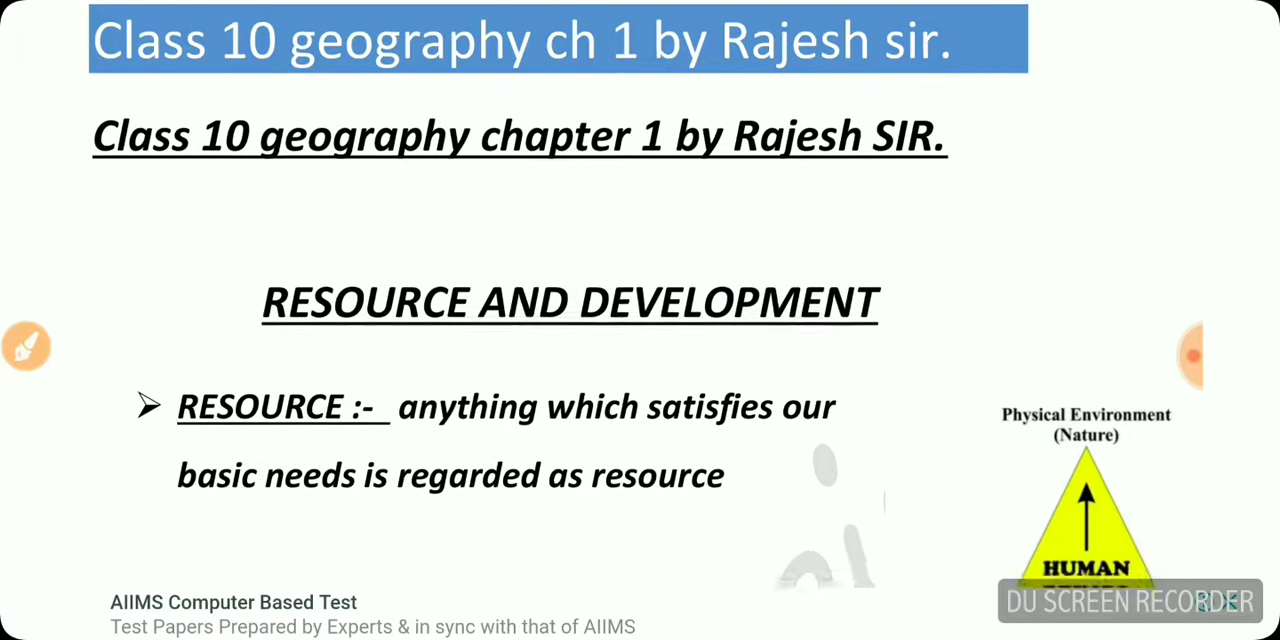 Class 10 geography ch 1 by Rajesh sir.
Class 10 geography chapter 1 by Rajesh SIR.
RESOURCE AND DEVELOPMENT
➢ RESOURCE :- anything which satisfies our
basic needs is regarded as resource
Physical Environment
(Nature)
HUMAN
DU SCREEN RECORDER
AIIMS Computer Based Test
Test Papers Prepared by Experts & in sync with that of AIIMS